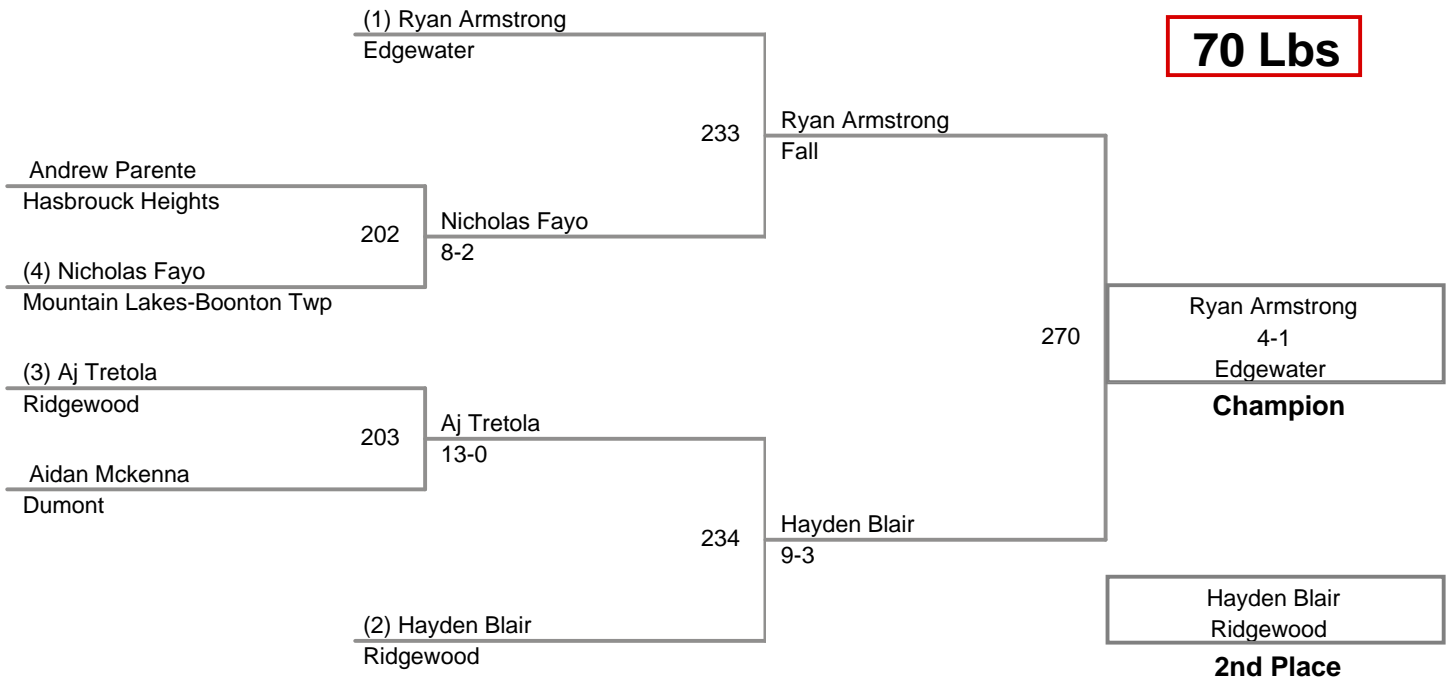 (1) Ryan Armstrong
Edgewater
70 Lbs
233
Ryan Armstrong
Fall
Andrew Parente
Hasbrouck Heights
202
Nicholas Fayo
8-2
(4) Nicholas Fayo
Mountain Lakes-Boonton Twp
270
Ryan Armstrong
4-1
Edgewater
Champion
(3) Aj Tretola
Ridgewood
203
Aj Tretola
13-0
Aidan Mckenna
Dumont
234
Hayden Blair
9-3
(2) Hayden Blair
Ridgewood
Hayden Blair
Ridgewood
2nd Place